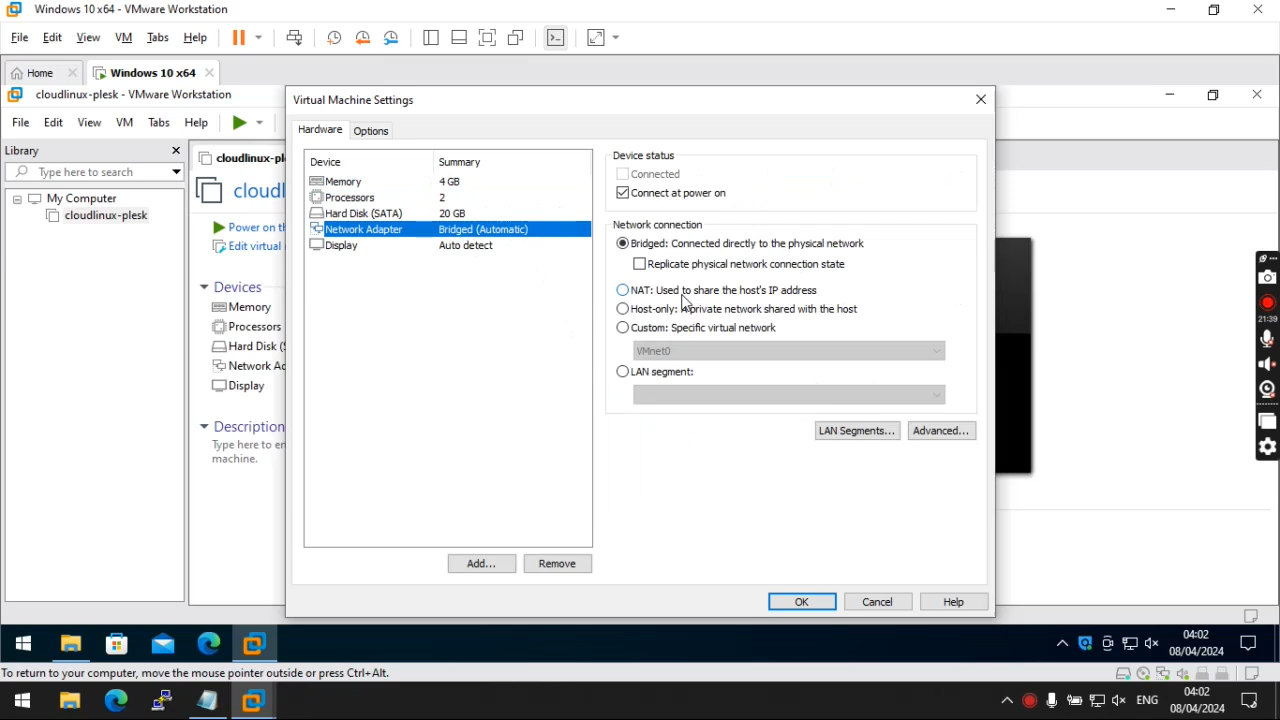 Windows 10 x64 - VMware Workstation
File Edit View VM Tabs Help
Home Windows 10 x64
cloudlinux-plesk - VMware Workstation
File Edit View VM Tabs Help
Library
Type here to search
My Computer
cloudlinux-plesk
cloudlinux-pl
cloudl
Power on th
Edit virtual
Devices
Memory
Processors
Hard Disk (S
Network Ad
Display
Description
Type here to en
machine.
Virtual Machine Settings
Hardware Options
Device Summary
Memory 4 GB
Processors 2
Hard Disk (SATA) 20 GB
Network Adapter Bridged (Automatic)
Display Auto detect
Add... Remove
Device status
Connected
Connect at power on
Network connection
Bridged: Connected directly to the physical network
Replicate physical network connection state
NAT: Used to share the host's IP address
Host-only: A private network shared with the host
Custom: Specific virtual network
VMnet0
LAN segment:
LAN Segments... Advanced...
OK Cancel Help
21:39
04:02
08/04/2024
To return to your computer, move the mouse pointer outside or press Ctrl+Alt.
ENG
04:02
08/04/2024